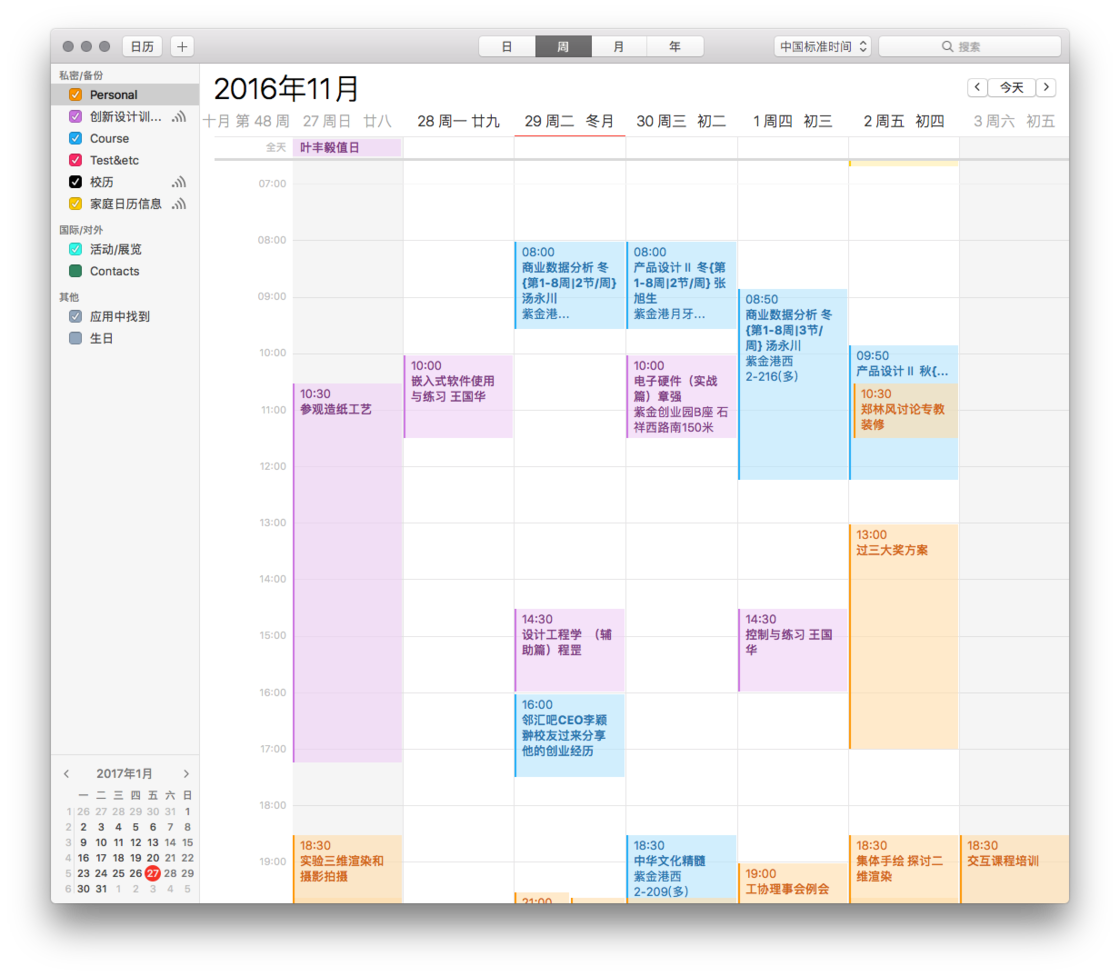 日历 + 日 周 月 年 中国标准时间 搜索
私密/备份
Personal
创新设计训...
Course
Test&etc
校历
家庭日历信息
国际/对外
活动/展览
Contacts
其他
应用中找到
生日
2017年1月
一 二 三 四 五 六 日
1 26 27 28 29 30 31 1
2 2 3 4 5 6 7 8
3 9 10 11 12 13 14 15
4 16 17 18 19 20 21 22
5 23 24 25 26 27 28 29
6 30 31 1 2 3 4 5
2016年11月
今天
十月 第 48 周 27 周日 廿八 28 周一 廿九 29 周二 冬月 30 周三 初二 1 周四 初三 2 周五 初四 3 周六 初五
全天 叶丰毅值日
07:00
08:00
09:00
10:00
11:00
12:00
13:00
14:00
15:00
16:00
17:00
18:00
19:00
10:30
参观造纸工艺
18:30
实验三维渲染和
摄影拍摄
10:00
嵌入式软件使用
与练习 王国华
08:00
商业数据分析 冬
{第1-8周|2节/周}
汤永川
紫金港...
14:30
设计工程学 （辅
助篇）程罡
16:00
邻汇吧CEO李颖
翀校友过来分享
他的创业经历
21:00
08:00
产品设计Ⅱ 冬{第
1-8周|2节/周} 张
旭生
紫金港月牙...
10:00
电子硬件（实战
篇）章强
紫金创业园B座 石
祥西路南150米
18:30
中华文化精髓
紫金港西
2-209(多)
08:50
商业数据分析 冬
{第1-8周|3节/
周} 汤永川
紫金港西
2-216(多)
14:30
控制与练习 王国
华
19:00
工协理事会例会
09:50
产品设计Ⅱ 秋{...
10:30
郑林风讨论专教
装修
13:00
过三大奖方案
18:30
集体手绘 探讨二
维渲染
18:30
交互课程培训